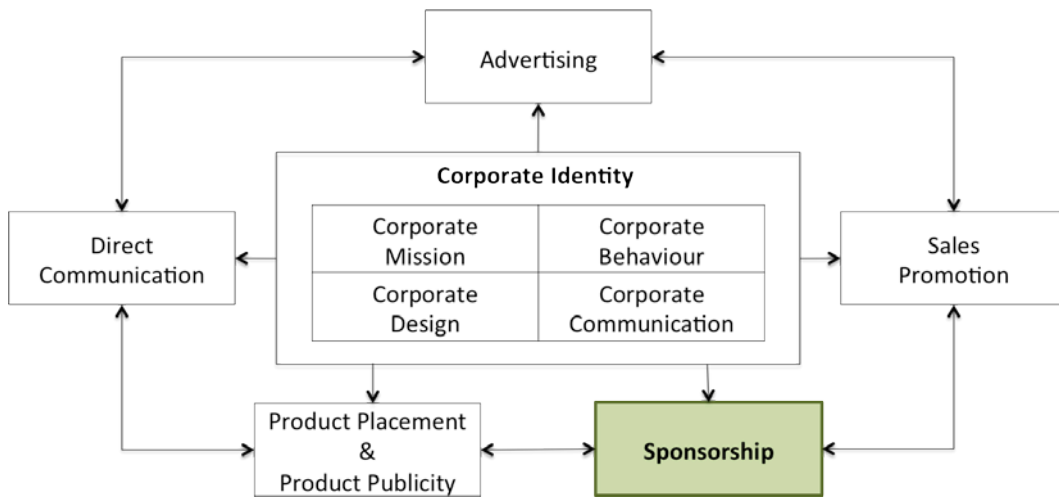 Advertising
Corporate Identity
Corporate
Mission
Corporate
Behaviour
Corporate
Design
Corporate
Communication
Direct
Communication
Sales
Promotion
Product Placement
&
Product Publicity
Sponsorship